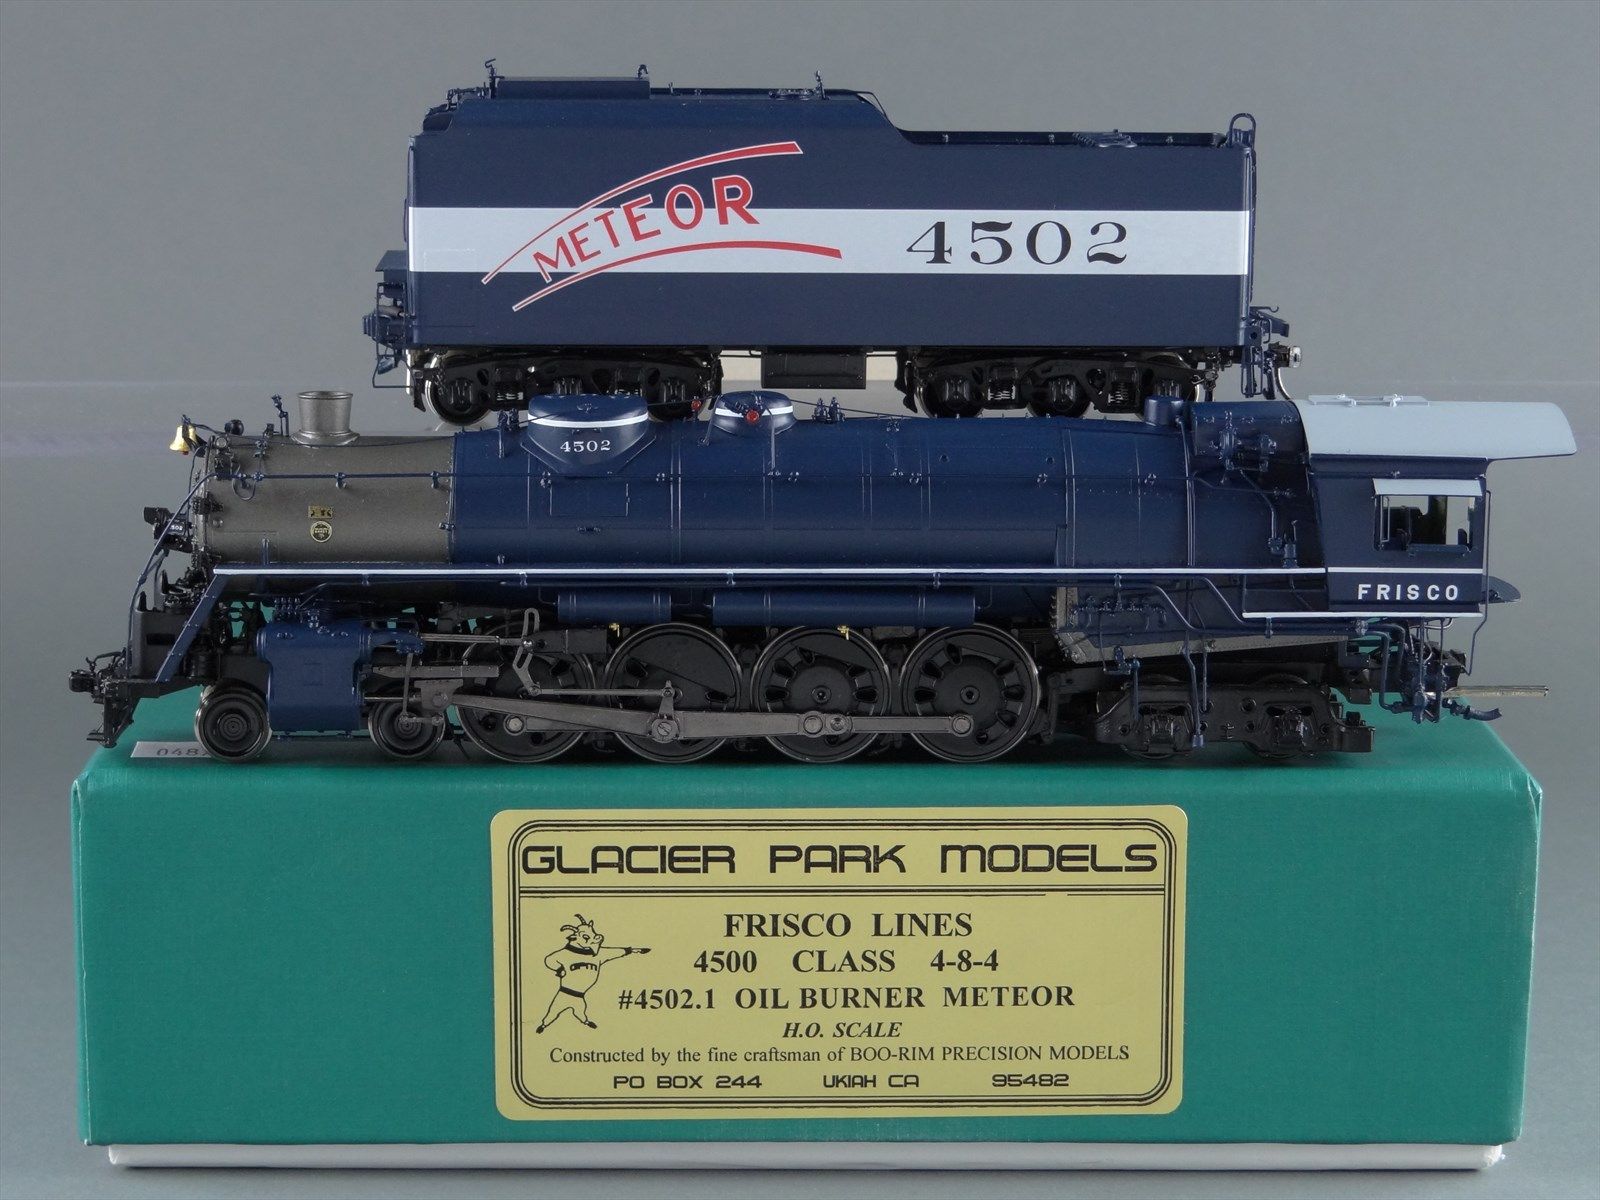 METEOR
4502
4502
502
FRISCO
GLACIER PARK MODELS
FRISCO LINES
4500 CLASS 4-8-4
#4502.1 OIL BURNER METEOR
H.O. SCALE
Constructed by the fine craftsman of BOO-RIM PRECISION MODELS
PO BOX 244 UKIAH CA 95482